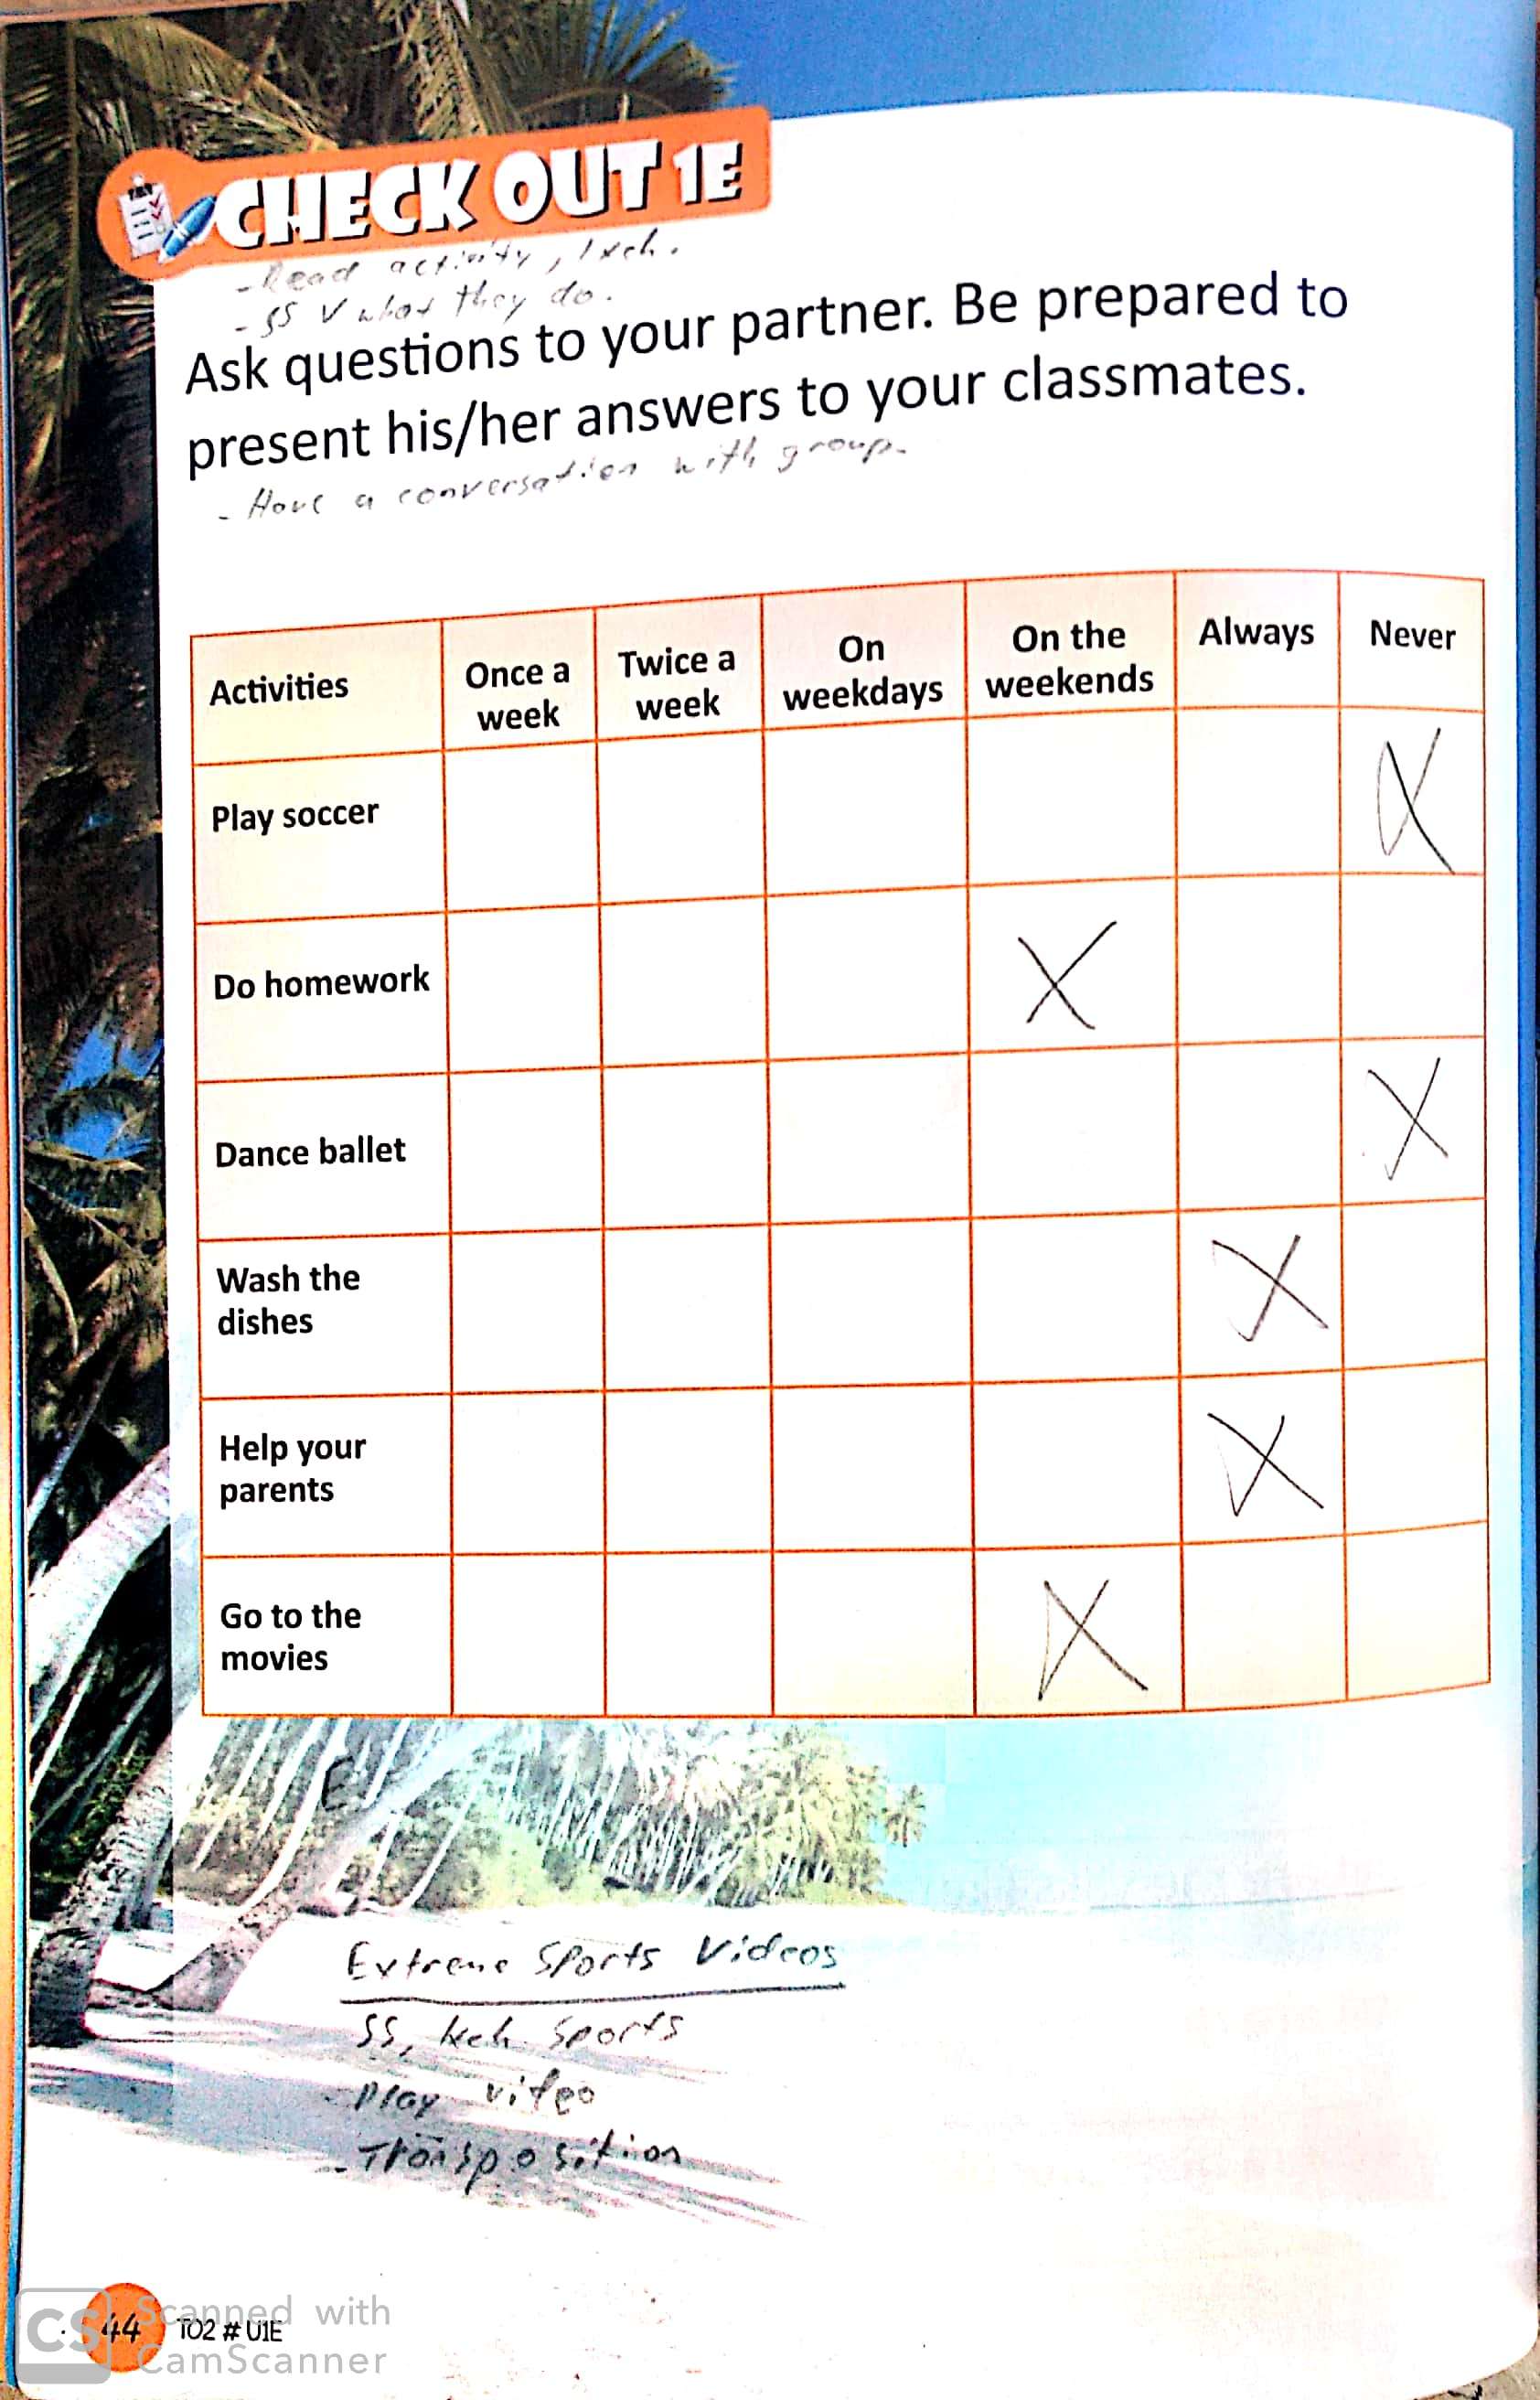 CHECK OUT 1E
- Read activity,
- SS what they do.
Ask questions to your partner. Be prepared to
present his/her answers to your classmates.
- Have a conversation with group.
Activities
Once a
week
Twice a
week
On
weekdays
On the
weekends
Always
Never
Play soccer
X
Do homework
X
Dance ballet
X
Wash the
dishes
X
Help your
parents
X
Go to the
movies
X
Extreme Sports Videos
SS, Sports
- Play video
- Transposition
44 TO2 # U1E
CS Scanned with
CamScanner